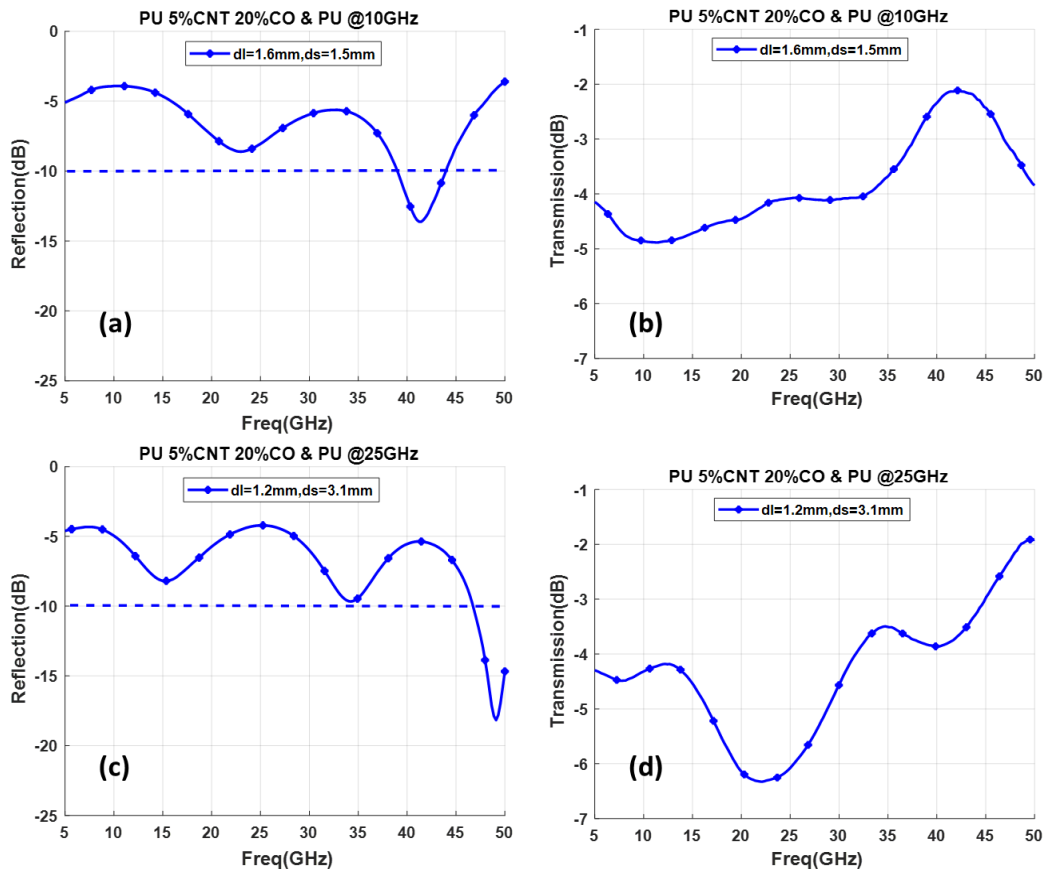 PU 5%CNT 20%CO & PU @10GHz
dl=1.6mm,ds=1.5mm
Reflection(dB)
0
-5
-10
-15
-20
-25
(a)
5 10 15 20 25 30 35 40 45 50
Freq(GHz)
PU 5%CNT 20%CO & PU @10GHz
dl=1.6mm,ds=1.5mm
Transmission(dB)
-1
-2
-3
-4
-5
-6
-7
(b)
5 10 15 20 25 30 35 40 45 50
Freq(GHz)
PU 5%CNT 20%CO & PU @25GHz
dl=1.2mm,ds=3.1mm
Reflection(dB)
0
-5
-10
-15
-20
-25
(c)
5 10 15 20 25 30 35 40 45 50
Freq(GHz)
PU 5%CNT 20%CO & PU @25GHz
dl=1.2mm,ds=3.1mm
Transmission(dB)
-1
-2
-3
-4
-5
-6
-7
(d)
5 10 15 20 25 30 35 40 45 50
Freq(GHz)